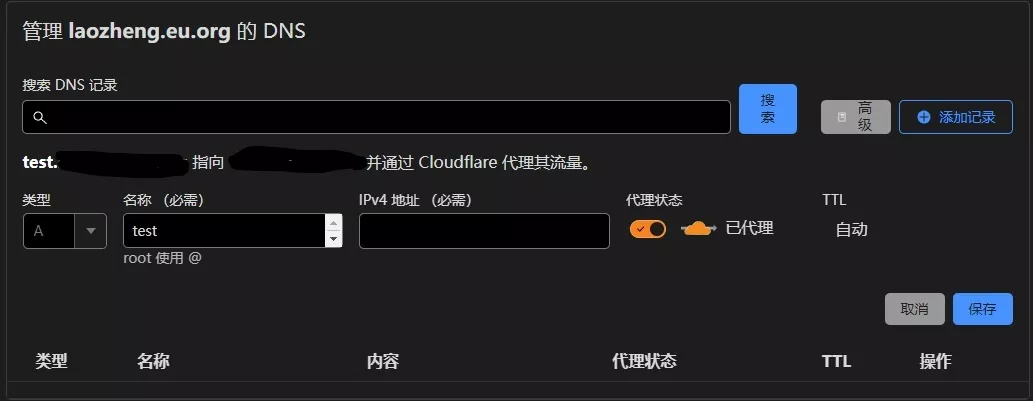 管理 laozheng.eu.org 的 DNS
搜索 DNS 记录
搜索
高级
添加记录
test. 指向 并通过 Cloudflare 代理其流量。
类型 名称 （必需） IPv4 地址 （必需） 代理状态 TTL
A test 已代理 自动
root 使用 @
取消 保存
类型 名称 内容 代理状态 TTL 操作